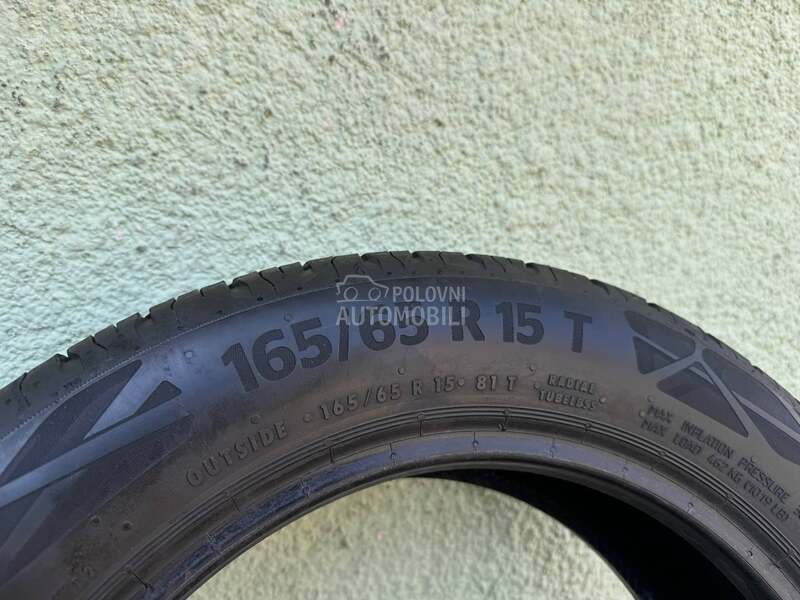 POLOVNI
AUTOMOBILI
165/65 R 15 T
OUTSIDE • 165/65 R 15 • 81 T • RADIAL TUBELESS
MAX INFLATION PRESSURE
MAX LOAD 462 KG (1019 LB)